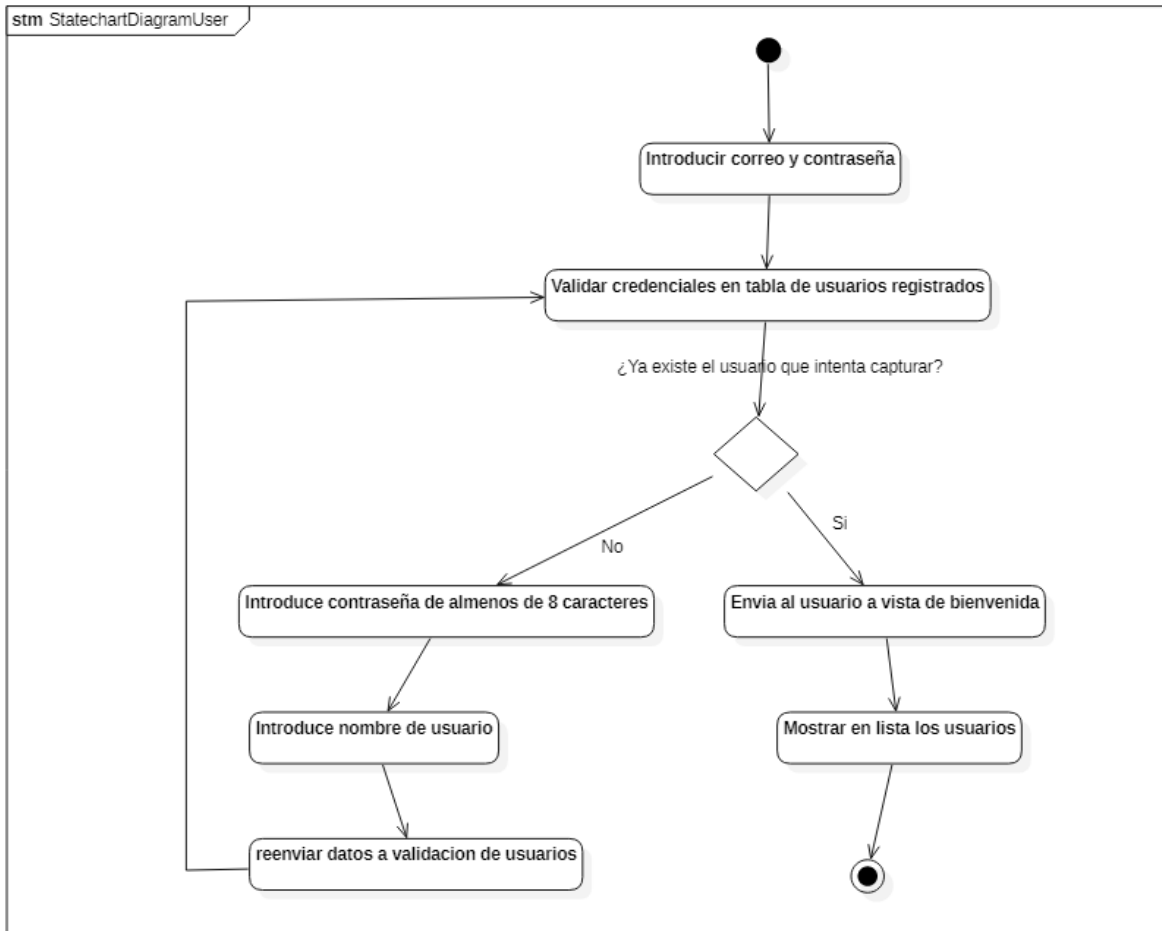 stm StatechartDiagramUser
Introducir correo y contraseña
Validar credenciales en tabla de usuarios registrados
¿Ya existe el usuario que intenta capturar?
Si
No
Introduce contraseña de almenos de 8 caracteres
Envia al usuario a vista de bienvenida
Introduce nombre de usuario
Mostrar en lista los usuarios
reenviar datos a validacion de usuarios